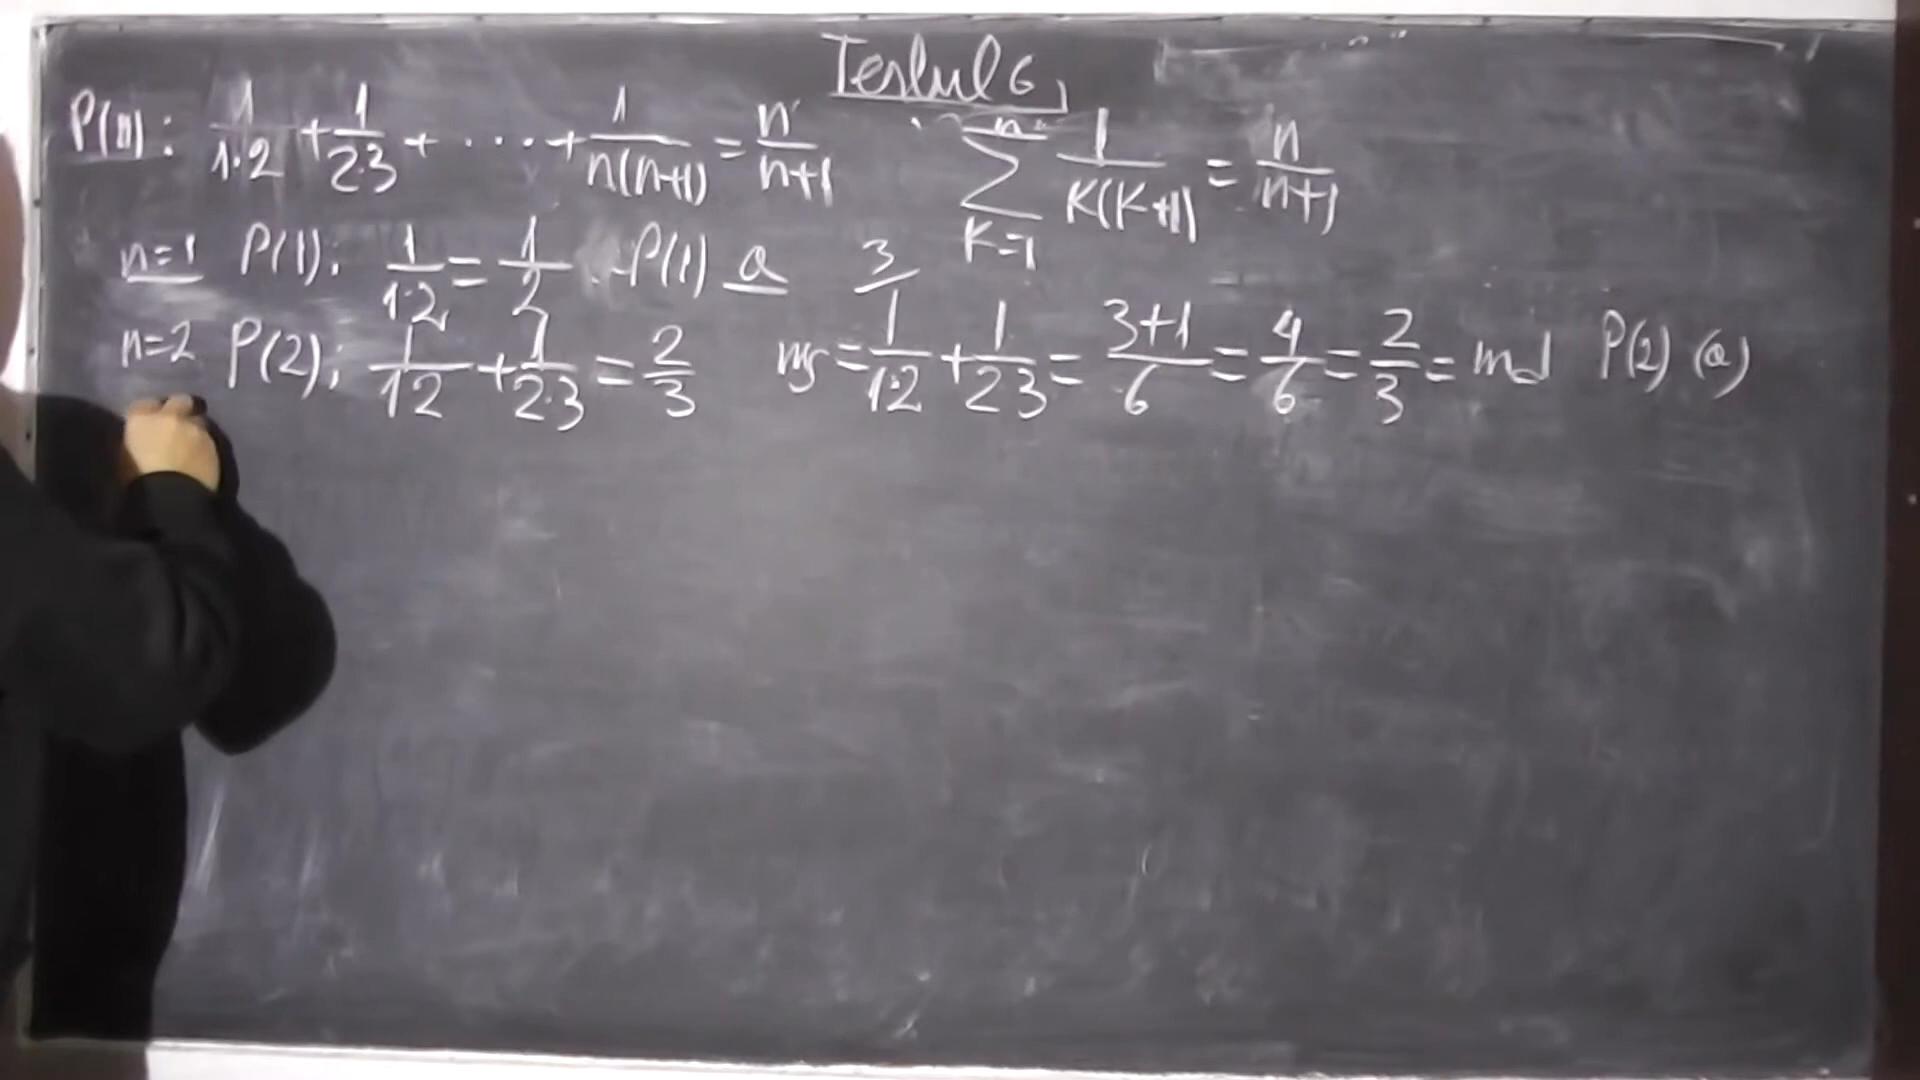 Testul 6
P(n): 1/1·2 + 1/2·3 + ··· + 1/n(n+1) = n/n+1    ∑_{K=1}^{n} 1/K(K+1) = n/n+1
n=1 P(1): 1/1·2 = 1/2 P(1) a
n=2 P(2): 1/1·2 + 1/2·3 = 2/3    ms = ³⁾1/1·2 + 1/2·3 = 3+1/6 = 4/6 = 2/3 = md P(2) (a)